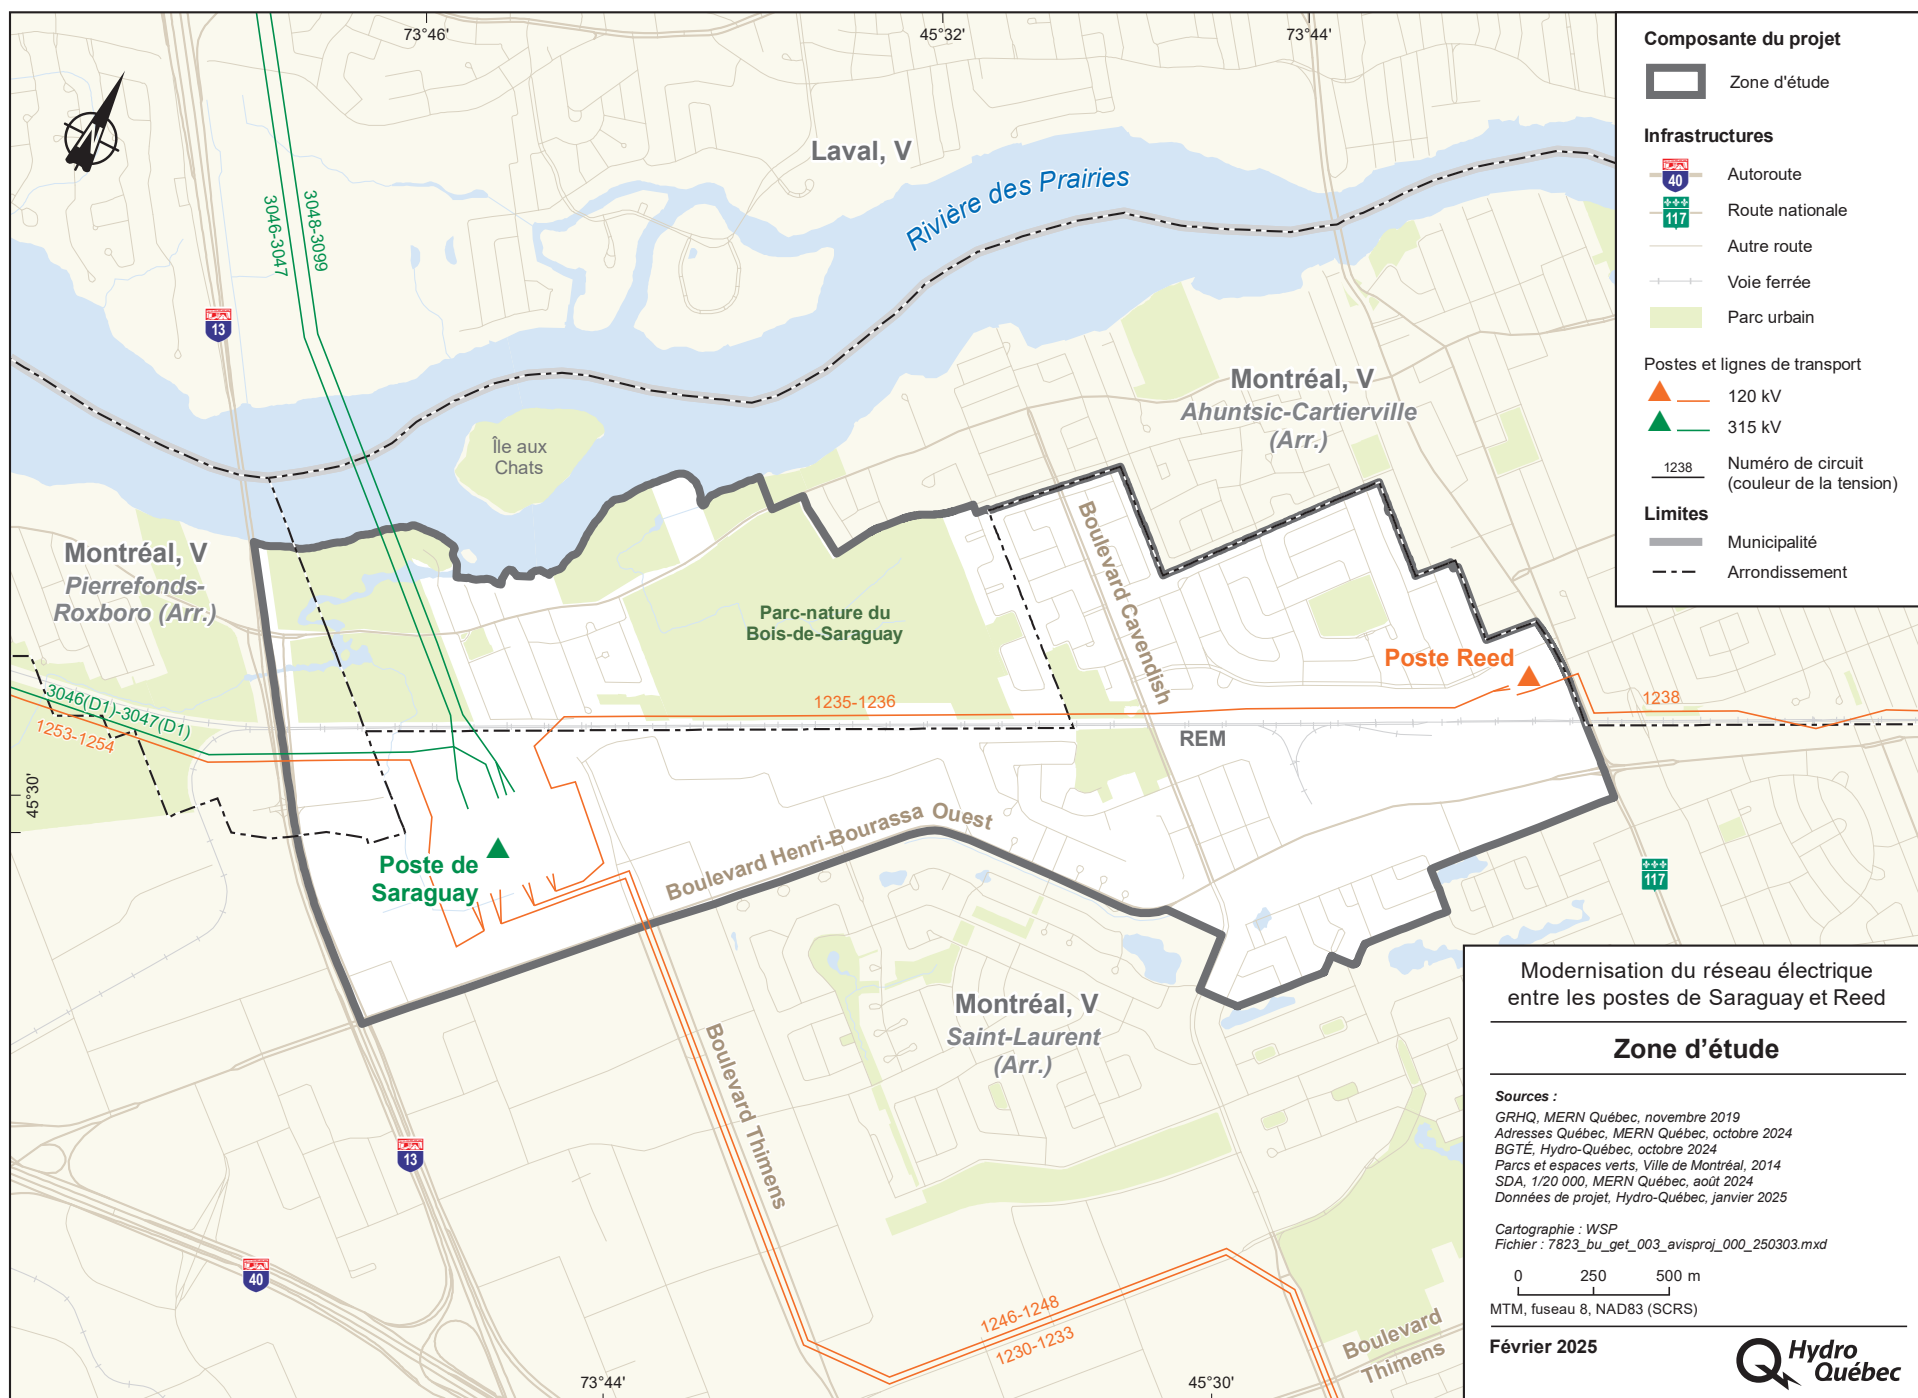 73°46'
45°32'
73°44'
N
Laval, V
Rivière des Prairies
3046-3047
3048-3099
13
Île aux
Chats
Montréal, V
Ahuntsic-Cartierville
(Arr.)
Montréal, V
Pierrefonds-
Roxboro (Arr.)
Boulevard Cavendish
Parc-nature du
Bois-de-Saraguay
Poste Reed
3046(D1)-3047(D1)
1253-1254
1235-1236
1238
REM
45°30'
Poste de
Saraguay
Boulevard Henri-Bourassa Ouest
117
Montréal, V
Saint-Laurent
(Arr.)
Boulevard Thimens
13
40
1246-1248
1230-1233
Boulevard
Thimens
73°44'
45°30'
Composante du projet
Zone d'étude
Infrastructures
40
Autoroute
117
Route nationale
Autre route
Voie ferrée
Parc urbain
Postes et lignes de transport
120 kV
315 kV
1238
Numéro de circuit
(couleur de la tension)
Limites
Municipalité
Arrondissement
Modernisation du réseau électrique
entre les postes de Saraguay et Reed
Zone d'étude
Sources :
GRHQ, MERN Québec, novembre 2019
Adresses Québec, MERN Québec, octobre 2024
BGTÉ, Hydro-Québec, octobre 2024
Parcs et espaces verts, Ville de Montréal, 2014
SDA, 1/20 000, MERN Québec, août 2024
Données de projet, Hydro-Québec, janvier 2025
Cartographie : WSP
Fichier : 7823_bu_get_003_avisproj_000_250303.mxd
0 250 500 m
MTM, fuseau 8, NAD83 (SCRS)
Février 2025
Hydro
Québec